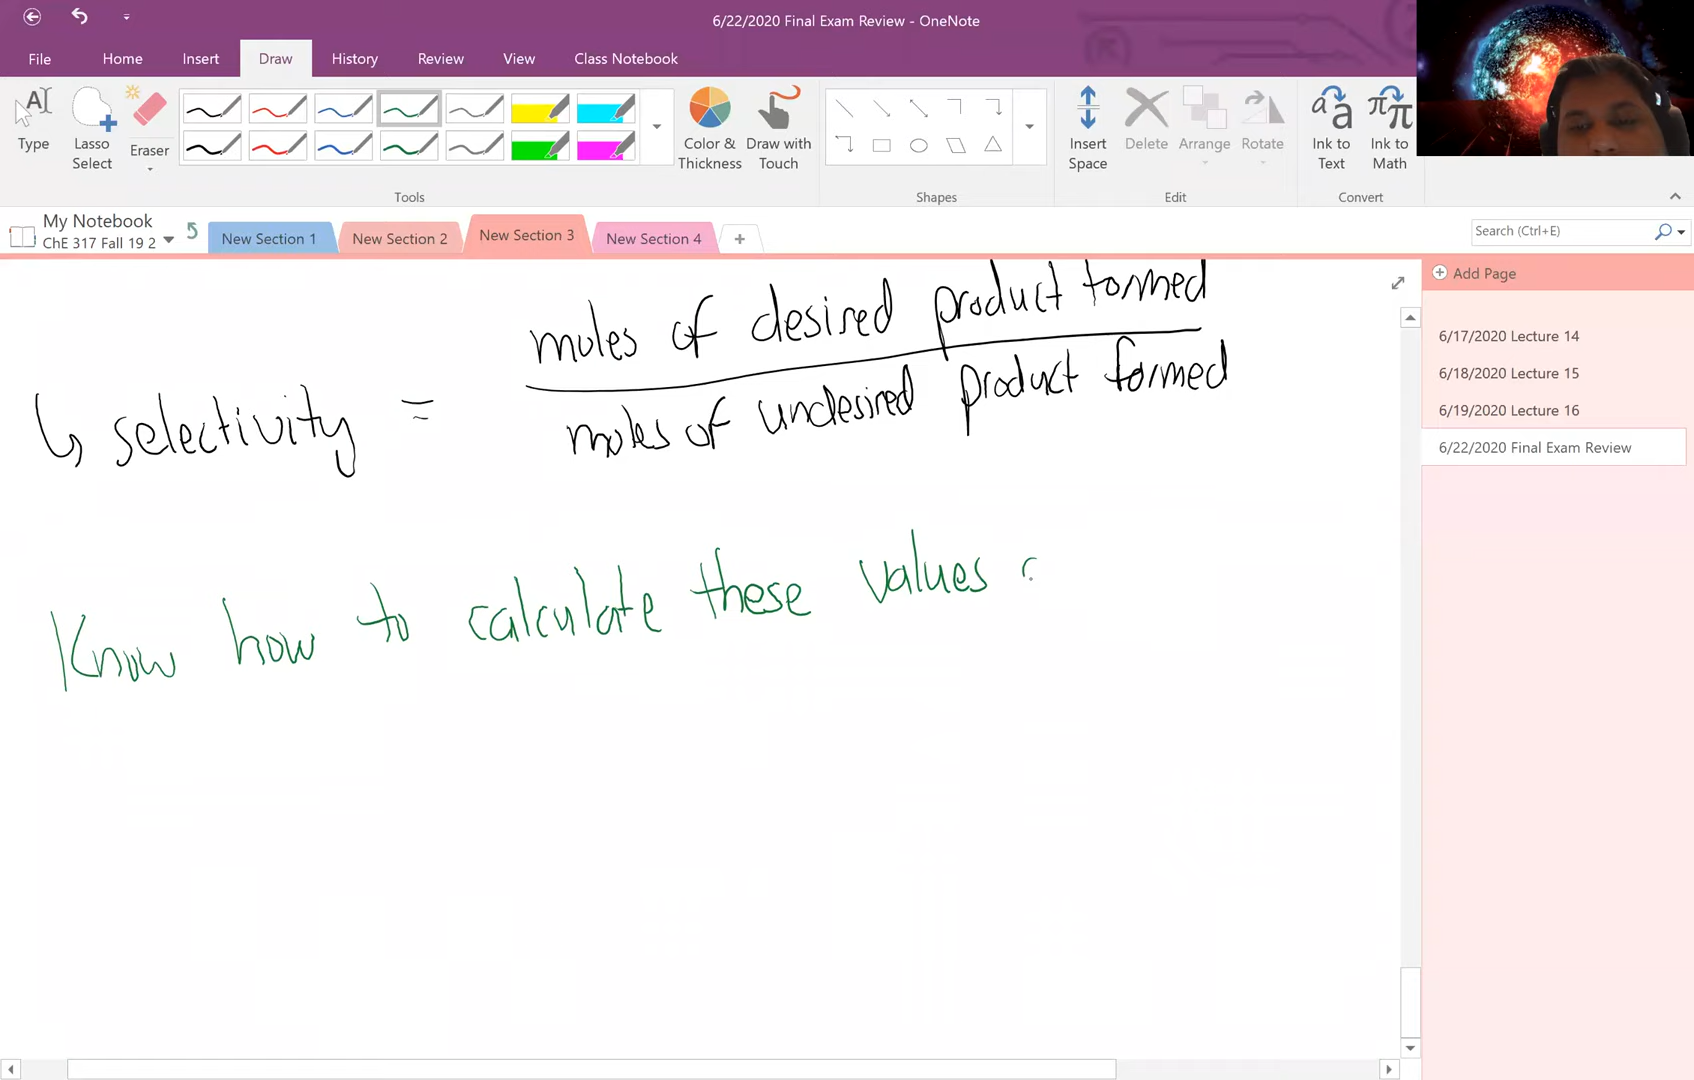 6/22/2020 Final Exam Review - OneNote
File Home Insert Draw History Review View Class Notebook
Type
Lasso Select
Eraser
Color & Thickness
Draw with Touch
Insert Space
Delete
Arrange
Rotate
Ink to Text
Ink to Math
Tools Shapes Edit Convert
My Notebook
ChE 317 Fall 19 2
New Section 1 New Section 2 New Section 3 New Section 4
Search (Ctrl+E)
Add Page
6/17/2020 Lecture 14
6/18/2020 Lecture 15
6/19/2020 Lecture 16
6/22/2020 Final Exam Review
moles of desired product formed
↳ selectivity =
moles of undesired product formed
Know how to calculate these values